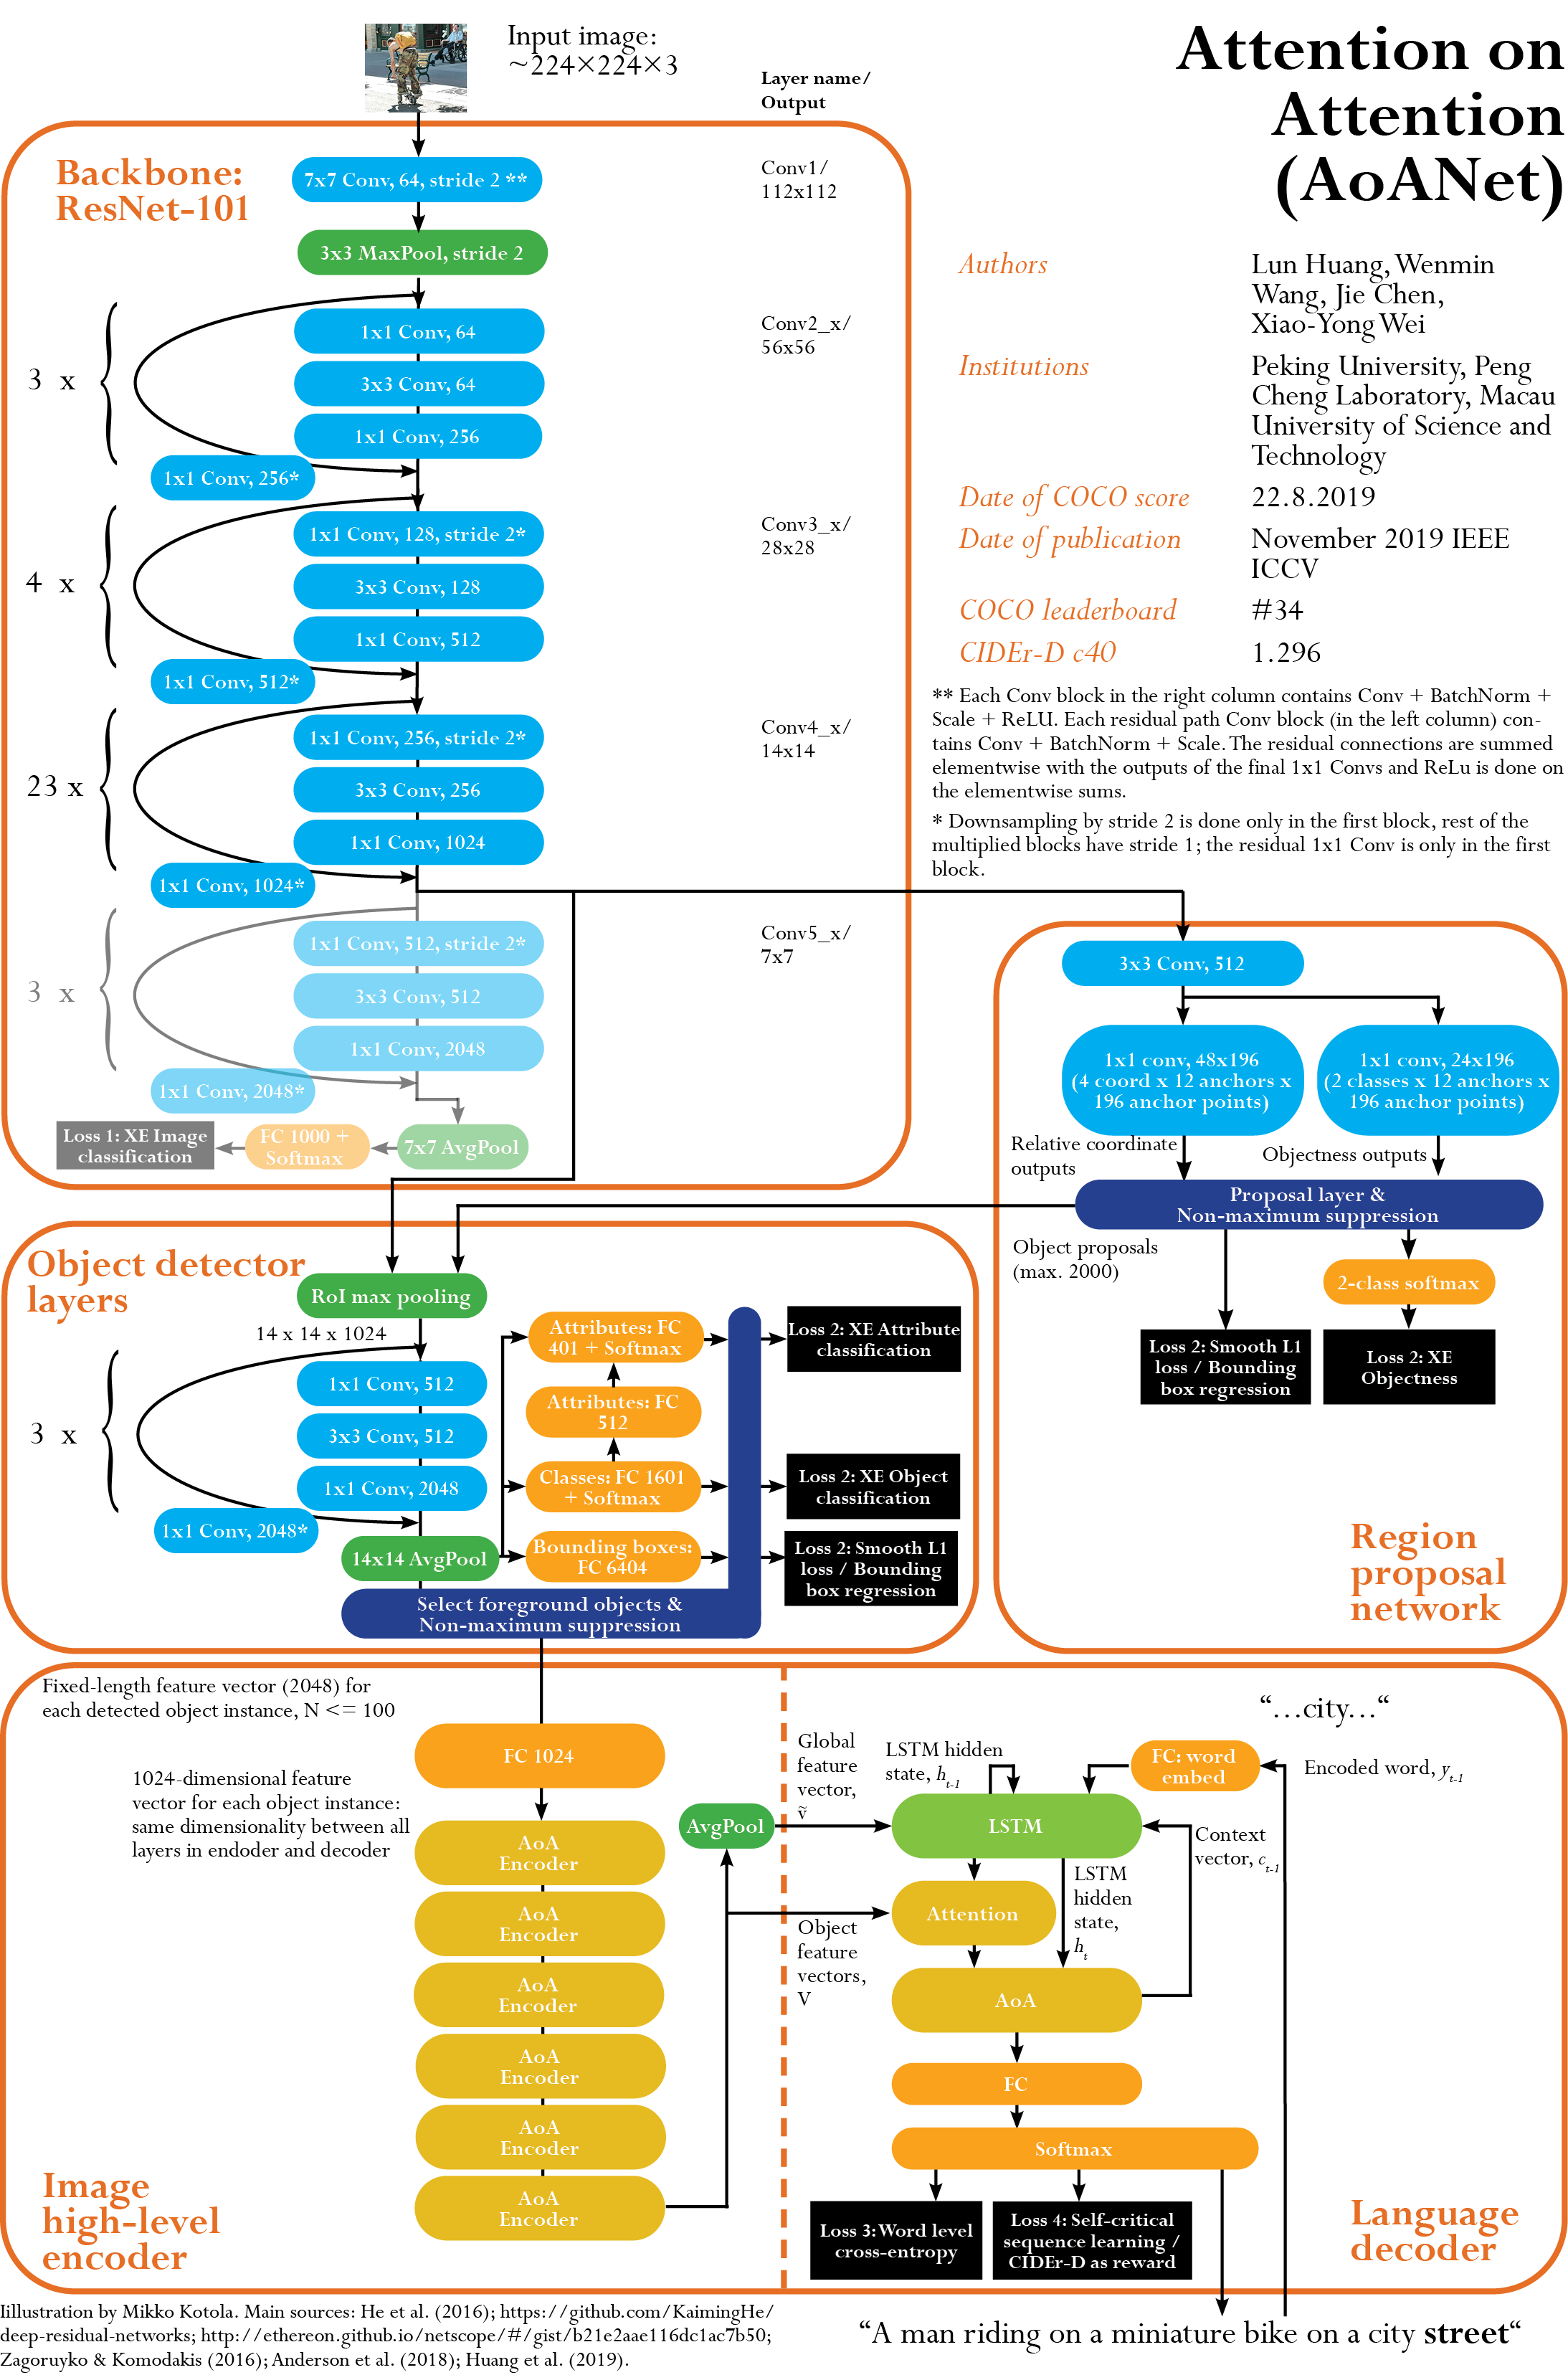 Input image:
~224×224×3
Layer name/
Output
Attention on
Attention
(AoANet)
Backbone:
ResNet-101
7x7 Conv, 64, stride 2 **
Conv1/
112x112
3x3 MaxPool, stride 2
3 x
1x1 Conv, 64
3x3 Conv, 64
1x1 Conv, 256
1x1 Conv, 256*
Conv2_x/
56x56
4 x
1x1 Conv, 128, stride 2*
3x3 Conv, 128
1x1 Conv, 512
1x1 Conv, 512*
Conv3_x/
28x28
23 x
1x1 Conv, 256, stride 2*
3x3 Conv, 256
1x1 Conv, 1024
1x1 Conv, 1024*
Conv4_x/
14x14
3 x
1x1 Conv, 512, stride 2*
3x3 Conv, 512
1x1 Conv, 2048
1x1 Conv, 2048*
Conv5_x/
7x7
7x7 AvgPool
FC 1000 +
Softmax
Loss 1: XE Image
classification
Authors
Lun Huang, Wenmin
Wang, Jie Chen,
Xiao-Yong Wei
Institutions
Peking University, Peng
Cheng Laboratory, Macau
University of Science and
Technology
Date of COCO score
22.8.2019
Date of publication
November 2019 IEEE
ICCV
COCO leaderboard
#34
CIDEr-D c40
1.296
** Each Conv block in the right column contains Conv + BatchNorm +
Scale + ReLU. Each residual path Conv block (in the left column) con-
tains Conv + BatchNorm + Scale. The residual connections are summed
elementwise with the outputs of the final 1x1 Convs and ReLu is done on
the elementwise sums.
* Downsampling by stride 2 is done only in the first block, rest of the
multiplied blocks have stride 1; the residual 1x1 Conv is only in the first
block.
3x3 Conv, 512
1x1 conv, 48x196
(4 coord x 12 anchors x
196 anchor points)
1x1 conv, 24x196
(2 classes x 12 anchors x
196 anchor points)
Relative coordinate
outputs
Objectness outputs
Proposal layer &
Non-maximum suppression
Object proposals
(max. 2000)
2-class softmax
Loss 2: Smooth L1
loss / Bounding
box regression
Loss 2: XE
Objectness
Region
proposal
network
Object detector
layers
RoI max pooling
14 x 14 x 1024
3 x
1x1 Conv, 512
3x3 Conv, 512
1x1 Conv, 2048
1x1 Conv, 2048*
14x14 AvgPool
Attributes: FC
401 + Softmax
Attributes: FC
512
Classes: FC 1601
+ Softmax
Bounding boxes:
FC 6404
Loss 2: XE Attribute
classification
Loss 2: XE Object
classification
Loss 2: Smooth L1
loss / Bounding
box regression
Select foreground objects &
Non-maximum suppression
Fixed-length feature vector (2048) for
each detected object instance, N <= 100
FC 1024
1024-dimensional feature
vector for each object instance:
same dimensionality between all
layers in endoder and decoder
AoA
Encoder
AoA
Encoder
AoA
Encoder
AoA
Encoder
AoA
Encoder
AoA
Encoder
Image
high-level
encoder
AvgPool
Global
feature
vector,
ṽ
Object
feature
vectors,
V
LSTM hidden
state, ht-1
“...city...“
FC: word
embed
Encoded word, yt-1
LSTM
Context
vector, ct-1
LSTM
hidden
state,
ht
Attention
AoA
FC
Softmax
Loss 3: Word level
cross-entropy
Loss 4: Self-critical
sequence learning /
CIDEr-D as reward
Language
decoder
“A man riding on a miniature bike on a city street“
Iillustration by Mikko Kotola. Main sources: He et al. (2016); https://github.com/KaimingHe/
deep-residual-networks; http://ethereon.github.io/netscope/#/gist/b21e2aae116dc1ac7b50;
Zagoruyko & Komodakis (2016); Anderson et al. (2018); Huang et al. (2019).